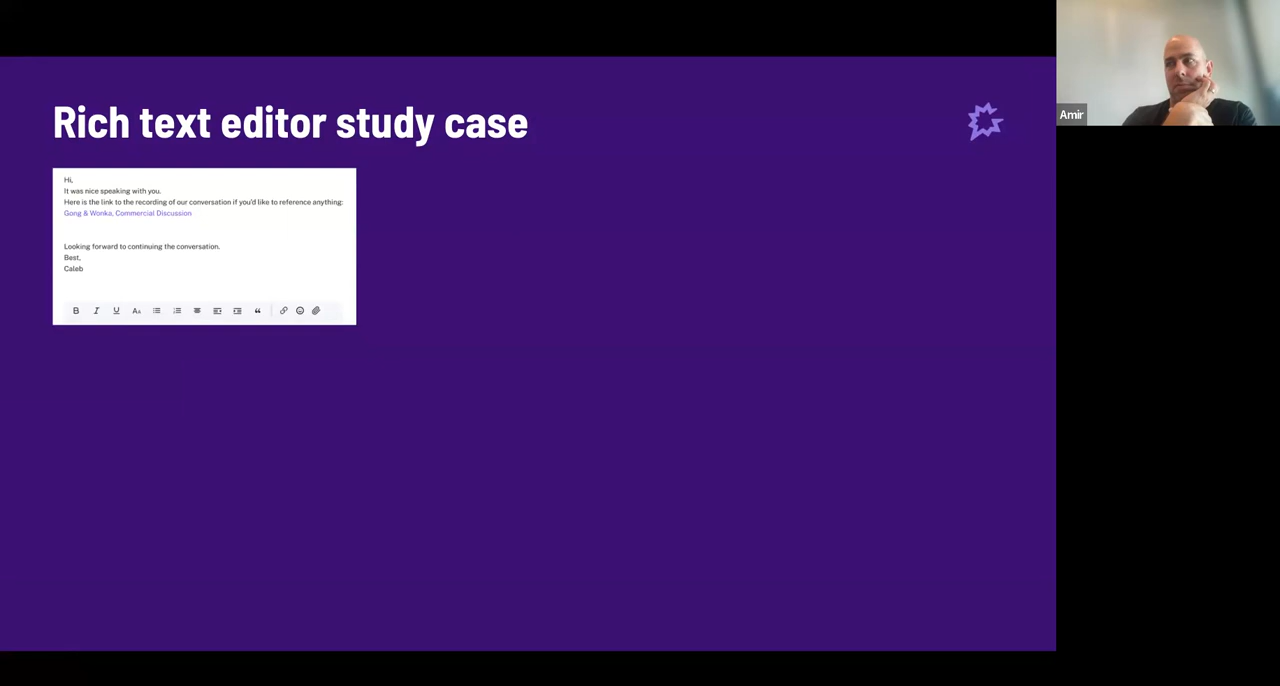 Rich text editor study case
Hi,
It was nice speaking with you.
Here is the link to the recording of our conversation if you'd like to reference anything:
Gong & Wonka, Commercial Discussion
Looking forward to continuing the conversation.
Best,
Caleb
B I U AA
Amir